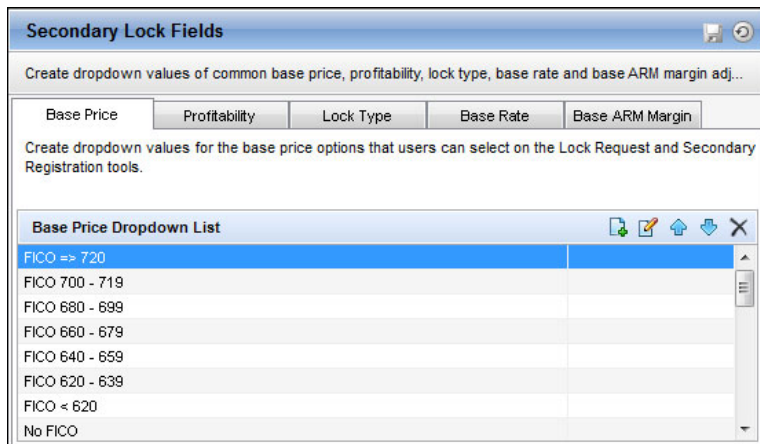 Secondary Lock Fields
Create dropdown values of common base price, profitability, lock type, base rate and base ARM margin adj...
Base Price Profitability Lock Type Base Rate Base ARM Margin
Create dropdown values for the base price options that users can select on the Lock Request and Secondary
Registration tools.
Base Price Dropdown List
FICO => 720
FICO 700 - 719
FICO 680 - 699
FICO 660 - 679
FICO 640 - 659
FICO 620 - 639
FICO < 620
No FICO